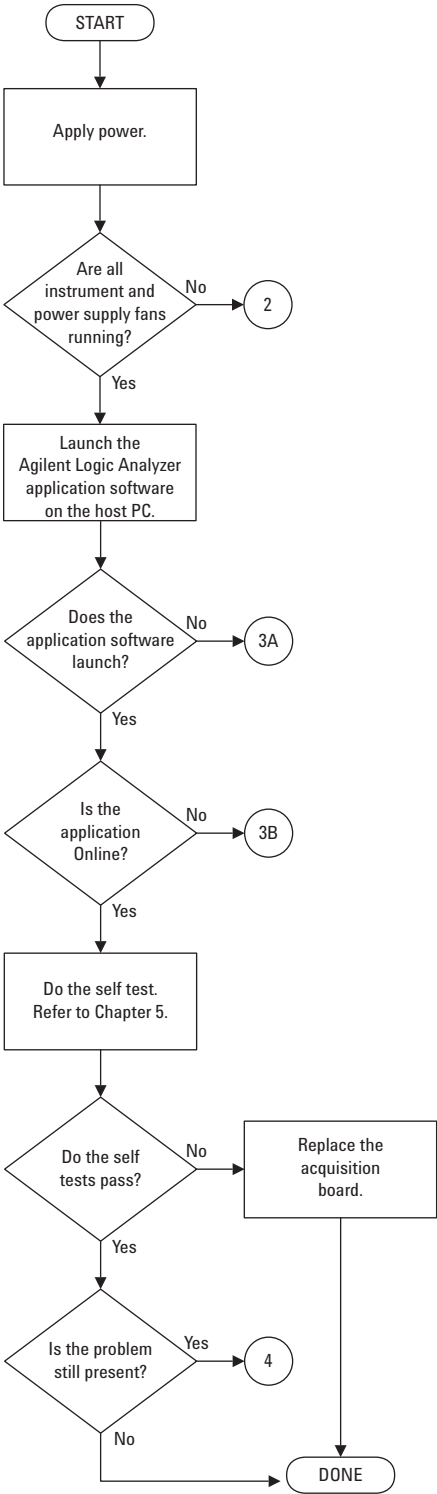 START
Apply power.
Are all
instrument and
power supply fans
running?
No
2
Yes
Launch the
Agilent Logic Analyzer
application software
on the host PC.
Does the
application software
launch?
No
3A
Yes
Is the
application
Online?
No
3B
Yes
Do the self test.
Refer to Chapter 5.
Do the self
tests pass?
No
Replace the
acquisition
board.
Yes
Is the problem
still present?
Yes
4
No
DONE